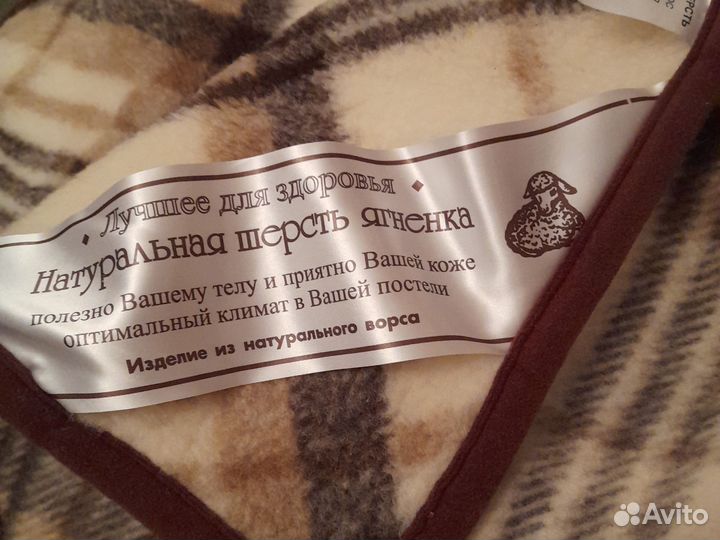 Лучшее для здоровья
Натуральная шерсть ягненка
полезно Вашему телу и приятно Вашей коже
оптимальный климат в Вашей постели
Изделие из натурального ворса
Avito